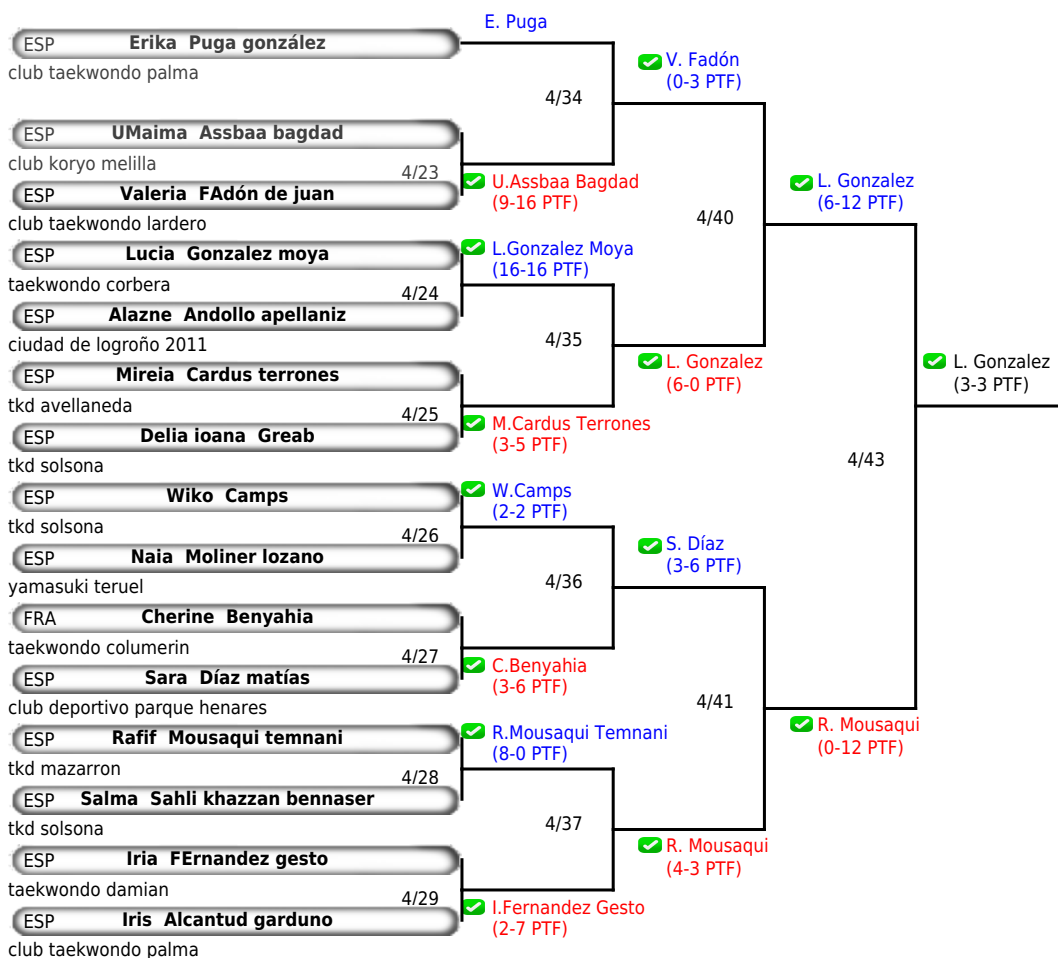 E. Puga
ESP Erika Puga gonzález
club taekwondo palma
V. Fadón
(0-3 PTF)
4/34
ESP UMaima Assbaa bagdad
club koryo melilla
4/23
ESP Valeria FAdón de juan
club taekwondo lardero
U.Assbaa Bagdad
(9-16 PTF)
L. Gonzalez
(6-12 PTF)
4/40
ESP Lucia Gonzalez moya
taekwondo corbera
L.Gonzalez Moya
(16-16 PTF)
4/24
ESP Alazne Andollo apellaniz
ciudad de logroño 2011
4/35
ESP Mireia Cardus terrones
tkd avellaneda
L. Gonzalez
(6-0 PTF)
L. Gonzalez
(3-3 PTF)
4/25
ESP Delia ioana Greab
tkd solsona
M.Cardus Terrones
(3-5 PTF)
4/43
ESP Wiko Camps
tkd solsona
W.Camps
(2-2 PTF)
4/26
ESP Naia Moliner lozano
yamasuki teruel
S. Díaz
(3-6 PTF)
4/36
FRA Cherine Benyahia
taekwondo columerin
4/27
ESP Sara Díaz matías
club deportivo parque henares
C.Benyahia
(3-6 PTF)
4/41
ESP Rafif Mousaqui temnani
tkd mazarron
R.Mousaqui Temnani
(8-0 PTF)
R. Mousaqui
(0-12 PTF)
4/28
ESP Salma Sahli khazzan bennaser
tkd solsona
4/37
ESP Iria FErnandez gesto
taekwondo damian
R. Mousaqui
(4-3 PTF)
4/29
ESP Iris Alcantud garduno
club taekwondo palma
I.Fernandez Gesto
(2-7 PTF)